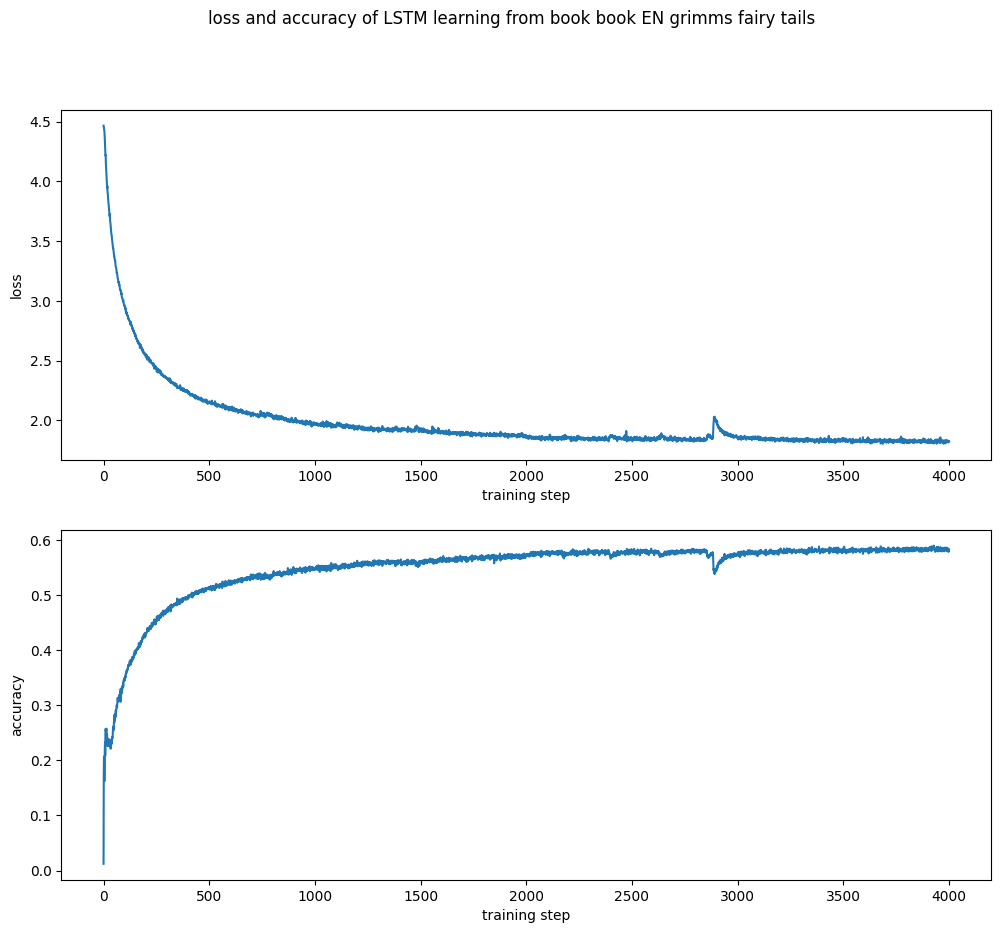 loss and accuracy of LSTM learning from book book EN grimms fairy tails
4.5
4.0
3.5
3.0
2.5
2.0
loss
0 500 1000 1500 2000 2500 3000 3500 4000
training step
0.6
0.5
0.4
0.3
0.2
0.1
0.0
accuracy
0 500 1000 1500 2000 2500 3000 3500 4000
training step